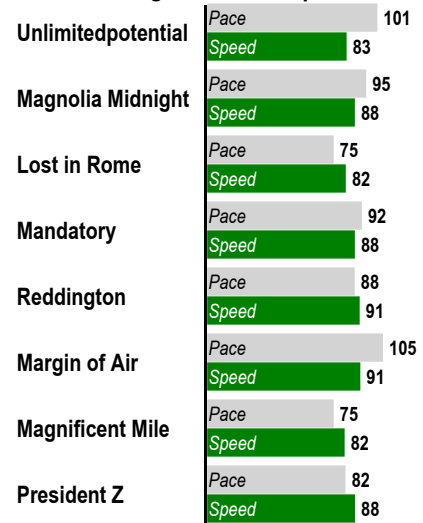 Unlimitedpotential
Pace 101
Speed 83
Magnolia Midnight
Pace 95
Speed 88
Lost in Rome
Pace 75
Speed 82
Mandatory
Pace 92
Speed 88
Reddington
Pace 88
Speed 91
Margin of Air
Pace 105
Speed 91
Magnificent Mile
Pace 75
Speed 82
President Z
Pace 82
Speed 88